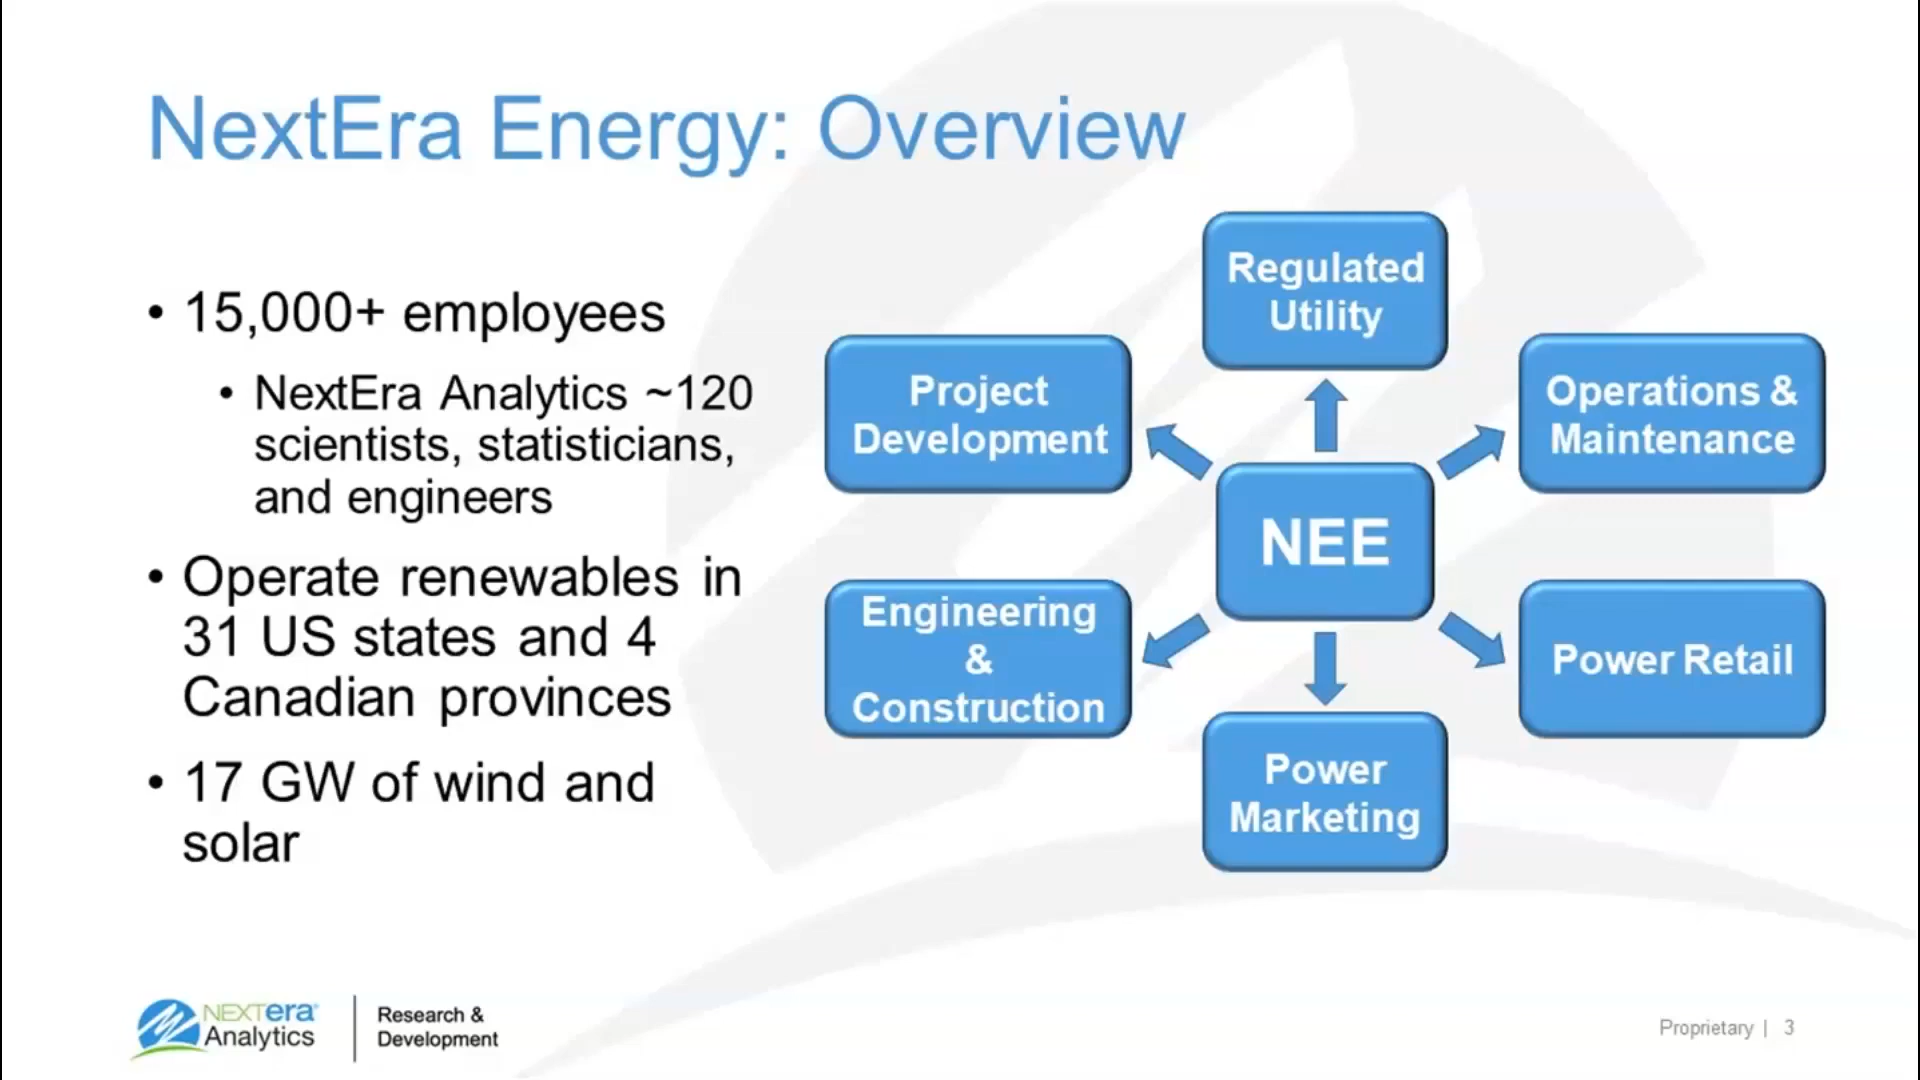 NextEra Energy: Overview
• 15,000+ employees
• NextEra Analytics ~120
scientists, statisticians,
and engineers
• Operate renewables in
31 US states and 4
Canadian provinces
• 17 GW of wind and
solar
Regulated
Utility
Project
Development
Operations &
Maintenance
NEE
Engineering
&
Construction
Power Retail
Power
Marketing
NEXTera®
Analytics
Research &
Development
Proprietary | 3